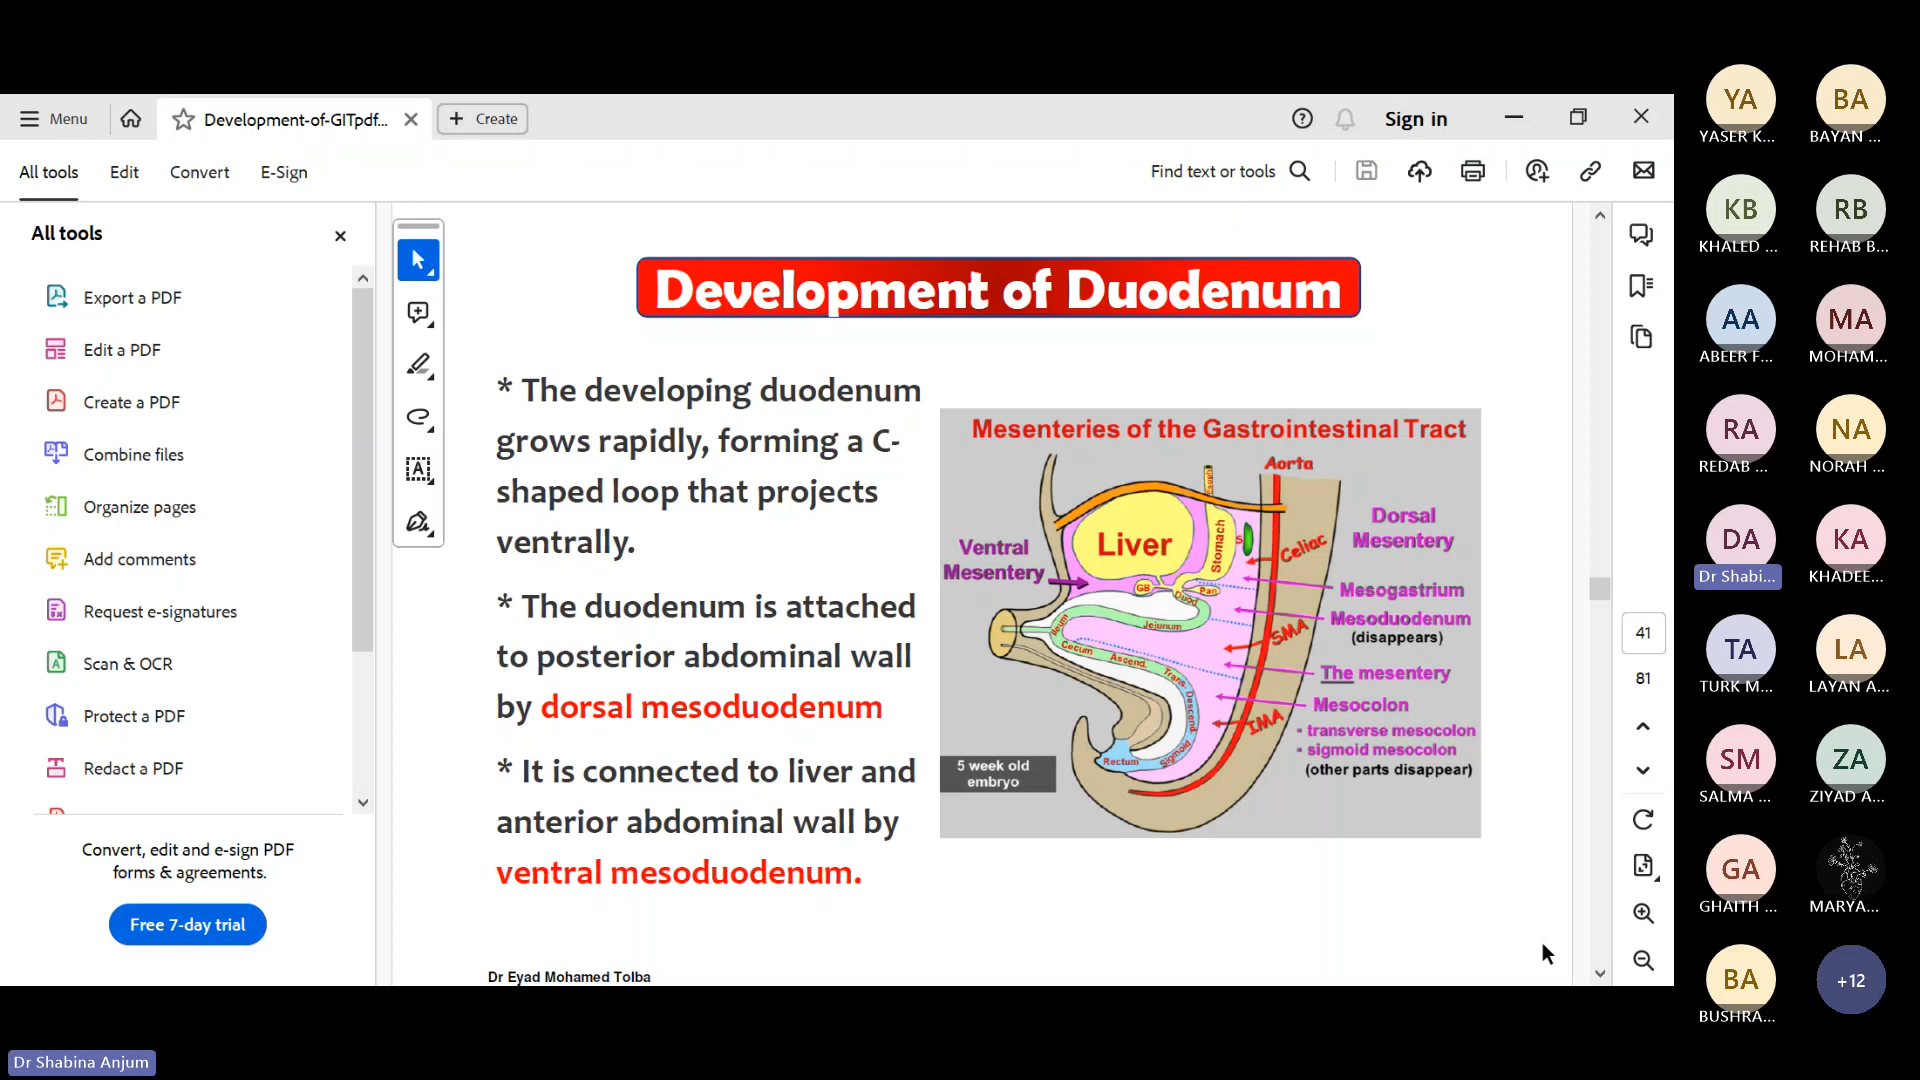 Menu
Development-of-GITpdf...
Create
Sign in
All tools
Edit
Convert
E-Sign
Find text or tools
All tools
Export a PDF
Edit a PDF
Create a PDF
Combine files
Organize pages
Add comments
Request e-signatures
Scan & OCR
Protect a PDF
Redact a PDF
Convert, edit and e-sign PDF
forms & agreements.
Free 7-day trial
Development of Duodenum
* The developing duodenum
grows rapidly, forming a C-
shaped loop that projects
ventrally.
* The duodenum is attached
to posterior abdominal wall
by dorsal mesoduodenum
* It is connected to liver and
anterior abdominal wall by
ventral mesoduodenum.
Dr Eyad Mohamed Tolba
Mesenteries of the Gastrointestinal Tract
Aorta
Esoph
Dorsal
Mesentery
Ventral
Mesentery
Liver
Stomach
S
Celiac
GB
Pan.
Duod
Mesogastrium
Mesoduodenum
(disappears)
Ileum
Jejunum
SMA
Cecum
Ascend.
Trans-
Descend.
The mesentery
Mesocolon
- transverse mesocolon
- sigmoid mesocolon
(other parts disappear)
IMA
Sigmoid
Rectum
5 week old
embryo
41
81
YA
YASER K...
BA
BAYAN ...
KB
KHALED ...
RB
REHAB B...
AA
ABEER F...
MA
MOHAM...
RA
REDAB ...
NA
NORAH ...
DA
Dr Shabi...
KA
KHADEE...
TA
TURK M...
LA
LAYAN A...
SM
SALMA ...
ZA
ZIYAD A...
GA
GHAITH ...
MARYA...
BA
BUSHRA...
+12
Dr Shabina Anjum